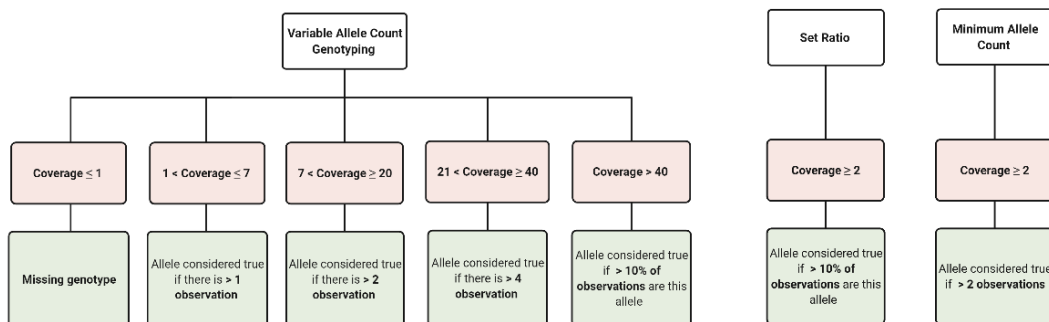 Variable Allele Count
Genotyping
Set Ratio
Minimum Allele
Count
Coverage ≤ 1
1 < Coverage ≤ 7
7 < Coverage ≥ 20
21 < Coverage ≥ 40
Coverage > 40
Coverage ≥ 2
Coverage ≥ 2
Missing genotype
Allele considered true
if there is > 1
observation
Allele considered true
if there is > 2
observation
Allele considered true
if there is > 4
observation
Allele considered true
if > 10% of
observations are this
allele
Allele considered true
if > 10% of
observations are this
allele
Allele considered true
if > 2 observations